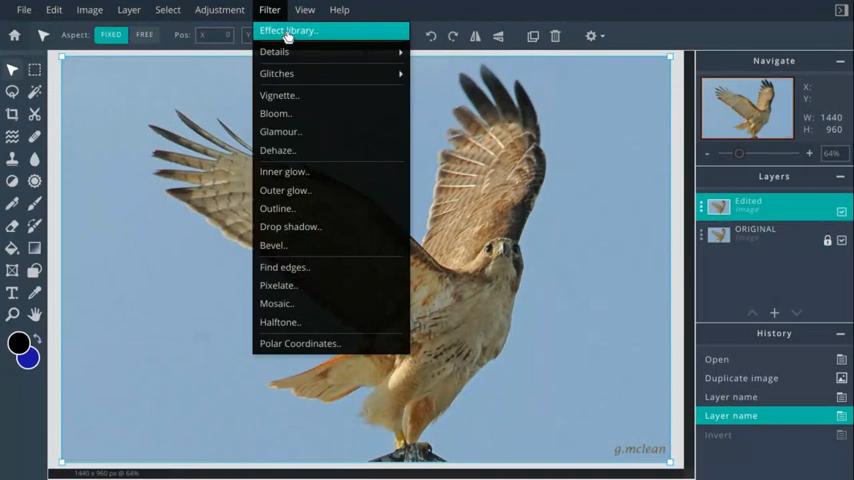 File Edit Image Layer Select Adjustment Filter View Help
Aspect: FIXED FREE Pos: X 0 Y
Effect library..
Details
Glitches
Vignette..
Bloom..
Glamour..
Dehaze..
Inner glow..
Outer glow..
Outline..
Drop shadow..
Bevel..
Find edges..
Pixelate..
Mosaic..
Halftone..
Polar Coordinates..
g.mclean
1440 x 960 px @ 64%
Navigate
X:
Y:
W: 1440
H: 960
- + 64%
Layers
Edited
Image
ORIGINAL
Image
History
Open
Duplicate image
Layer name
Layer name
Invert